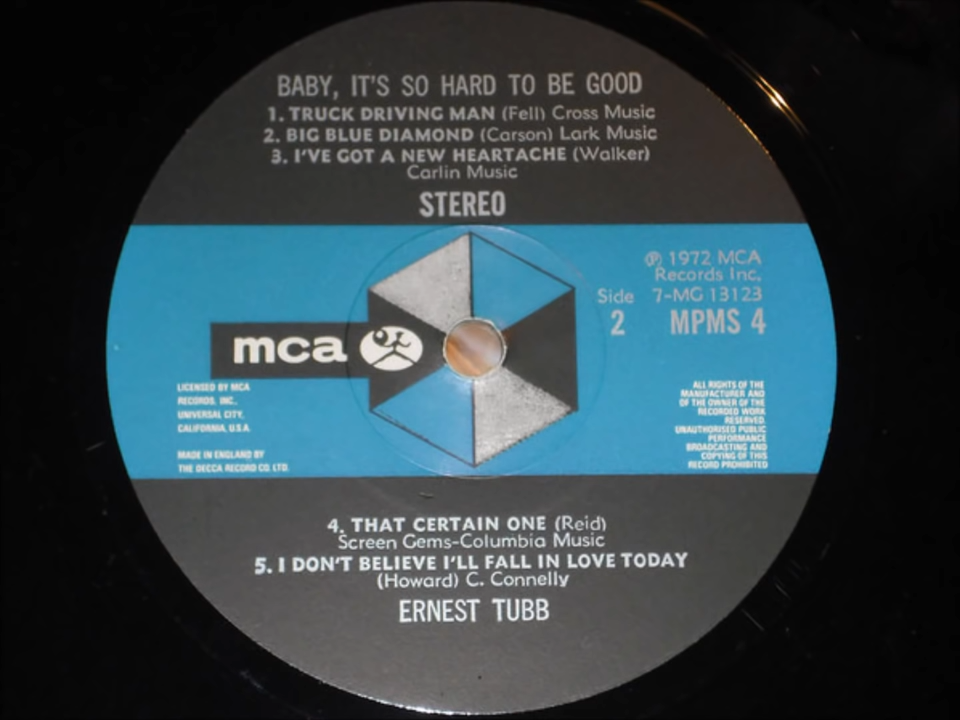 BABY, IT'S SO HARD TO BE GOOD
1. TRUCK DRIVING MAN (Fell) Cross Music
2. BIG BLUE DIAMOND (Carson) Lark Music
3. I'VE GOT A NEW HEARTACHE (Walker)
Carlin Music
STEREO
℗ 1972 MCA
Records Inc.
Side 7-MG 13123
2 MPMS 4
mca
LICENSED BY MCA
RECORDS, INC.,
UNIVERSAL CITY,
CALIFORNIA, U.S.A.
MADE IN ENGLAND BY
THE DECCA RECORD CO. LTD.
ALL RIGHTS OF THE
MANUFACTURER AND
OF THE OWNER OF THE
RECORDED WORK
RESERVED.
UNAUTHORISED PUBLIC
PERFORMANCE
BROADCASTING AND
COPYING OF THIS
RECORD PROHIBITED
4. THAT CERTAIN ONE (Reid)
Screen Gems-Columbia Music
5. I DON'T BELIEVE I'LL FALL IN LOVE TODAY
(Howard) C. Connelly
ERNEST TUBB